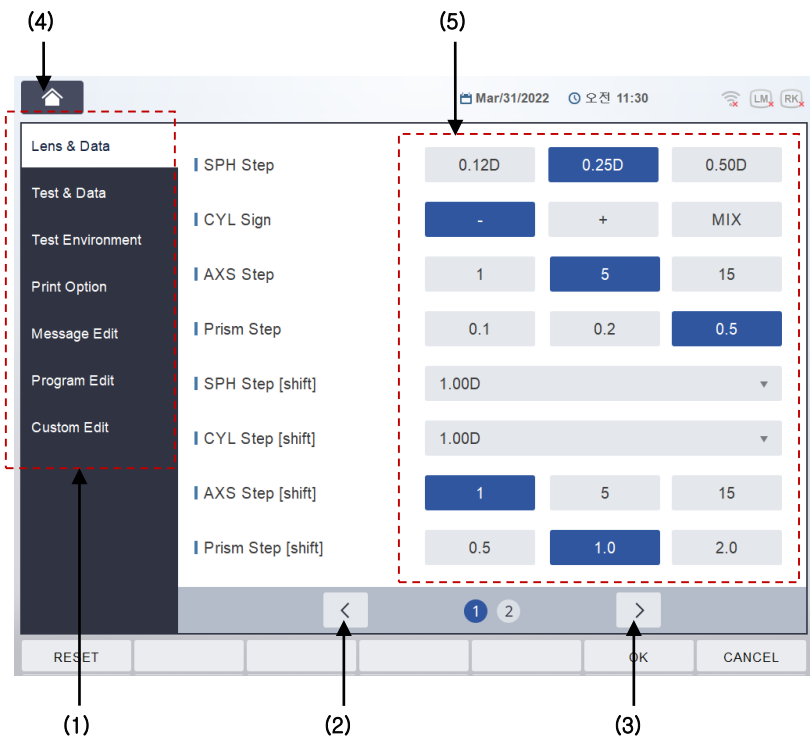 (4) (5)
Mar/31/2022 오전 11:30 LM RK
Lens & Data
Test & Data
Test Environment
Print Option
Message Edit
Program Edit
Custom Edit
SPH Step 0.12D 0.25D 0.50D
CYL Sign - + MIX
AXS Step 1 5 15
Prism Step 0.1 0.2 0.5
SPH Step [shift] 1.00D
CYL Step [shift] 1.00D
AXS Step [shift] 1 5 15
Prism Step [shift] 0.5 1.0 2.0
< 1 2 >
RESET OK CANCEL
(1) (2) (3)